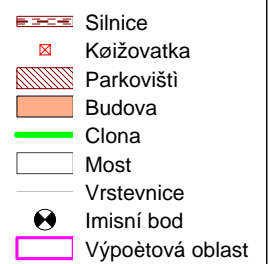 Silnice
Køižovatka
Parkovištì
Budova
Clona
Most
Vrstevnice
Imisní bod
Výpoètová oblast